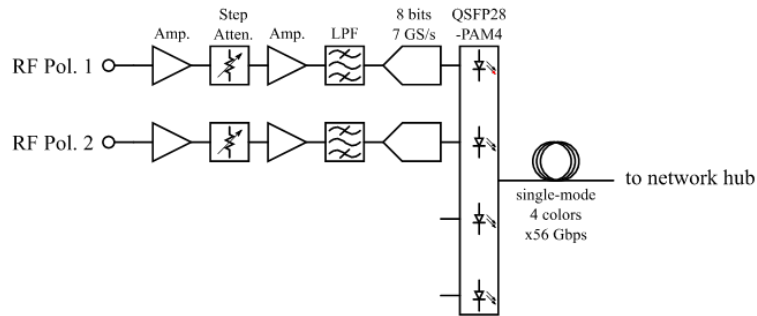 Step
Amp. Atten. Amp. LPF
8 bits
7 GS/s
QSFP28
-PAM4
RF Pol. 1
RF Pol. 2
to network hub
single-mode
4 colors
x56 Gbps